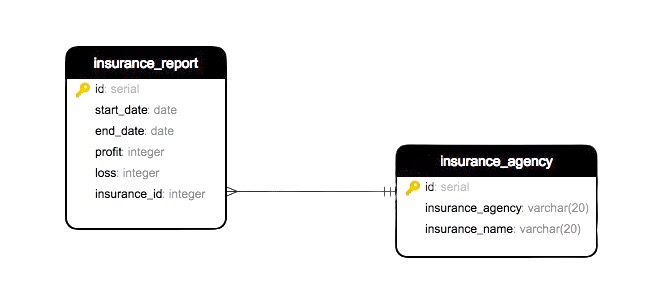 insurance_report
id: serial
start_date: date
end_date: date
profit: integer
loss: integer
insurance_id: integer
insurance_agency
id: serial
insurance_agency: varchar(20)
insurance_name: varchar(20)